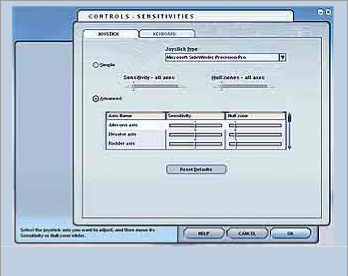 CONTROLS - SENSITIVITIES
JOYSTICK
KEYBOARD
Joystick type
Microsoft SideWinder Precision Pro
Simple
Sensitivity - all axes
Null zones - all axes
Advanced
Axis Name
Sensitivity
Null zone
Ailerons axis
Elevator axis
Rudder axis
Reset Defaults
Select the joystick axis you want to adjust, and then move its
Sensitivity or Null zone slider.
HELP
CANCEL
OK